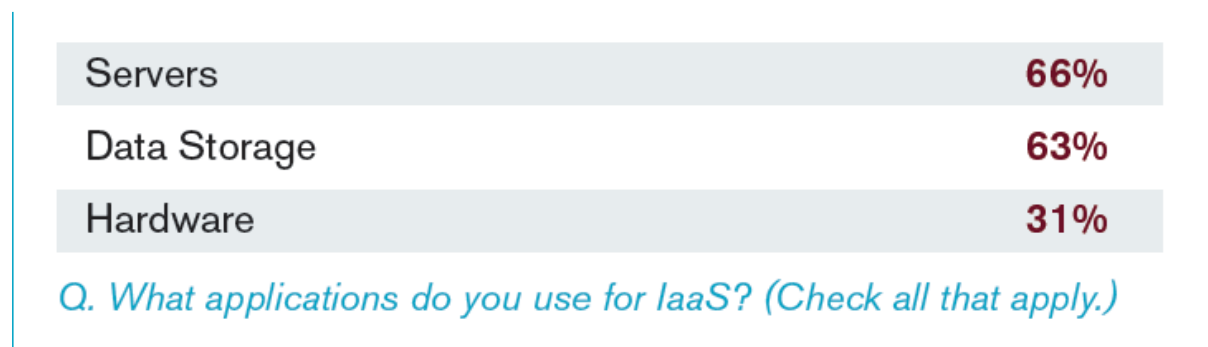 Servers 66%
Data Storage 63%
Hardware 31%
Q. What applications do you use for IaaS? (Check all that apply.)